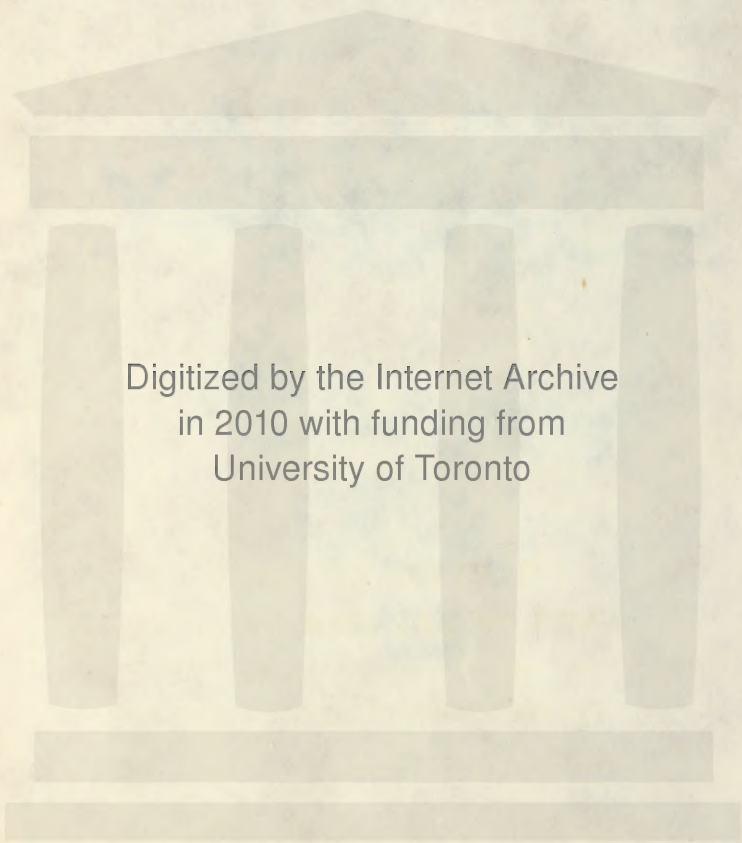 Digitized by the Internet Archive
in 2010 with funding from
University of Toronto